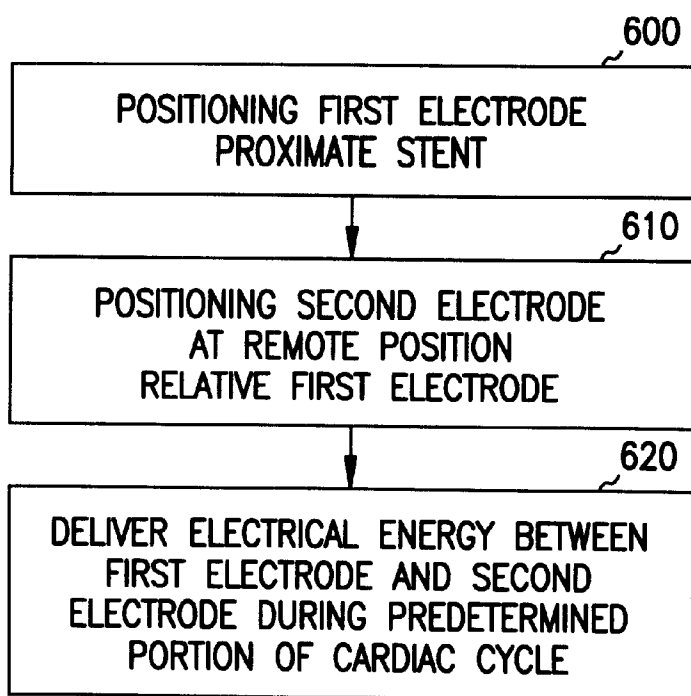 600
POSITIONING FIRST ELECTRODE
PROXIMATE STENT
610
POSITIONING SECOND ELECTRODE
AT REMOTE POSITION
RELATIVE FIRST ELECTRODE
620
DELIVER ELECTRICAL ENERGY BETWEEN
FIRST ELECTRODE AND SECOND
ELECTRODE DURING PREDETERMINED
PORTION OF CARDIAC CYCLE